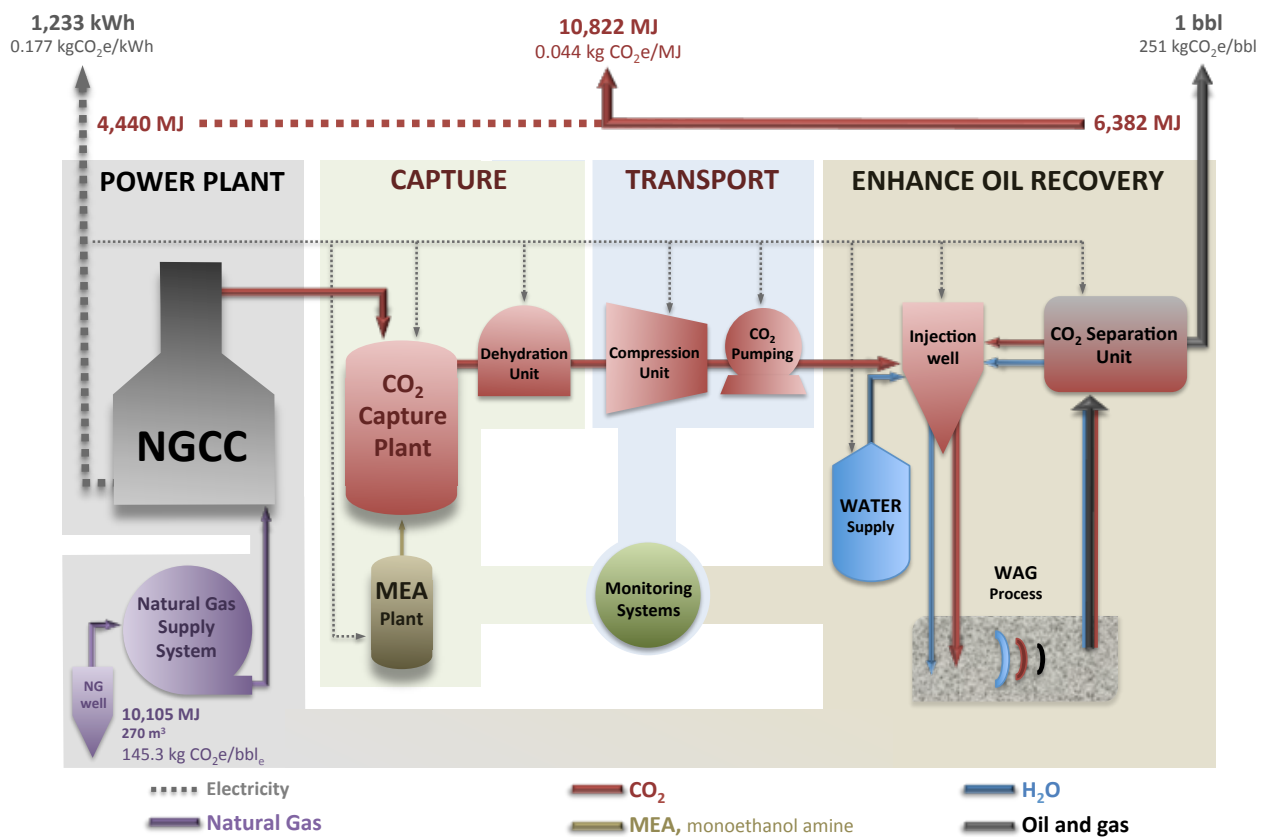 1,233 kWh
0.177 kgCO₂e/kWh
10,822 MJ
0.044 kg CO₂e/MJ
1 bbl
251 kgCO₂e/bbl
4,440 MJ
6,382 MJ
POWER PLANT
CAPTURE
TRANSPORT
ENHANCE OIL RECOVERY
NGCC
CO₂
Capture
Plant
Dehydration
Unit
Compression
Unit
CO₂
Pumping
Injection
well
CO₂ Separation
Unit
WATER
Supply
MEA
Plant
Monitoring
Systems
WAG
Process
Natural Gas
Supply
System
NG
well
10,105 MJ
270 m³
145.3 kg CO₂e/bblₑ
Electricity
CO₂
H₂O
Natural Gas
MEA, monoethanol amine
Oil and gas